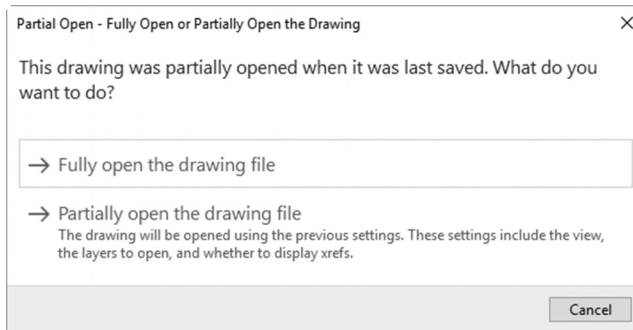 Partial Open - Fully Open or Partially Open the Drawing
This drawing was partially opened when it was last saved. What do you
want to do?
Fully open the drawing file
Partially open the drawing file
The drawing will be opened using the previous settings. These settings include the view,
the layers to open, and whether to display xrefs.
Cancel